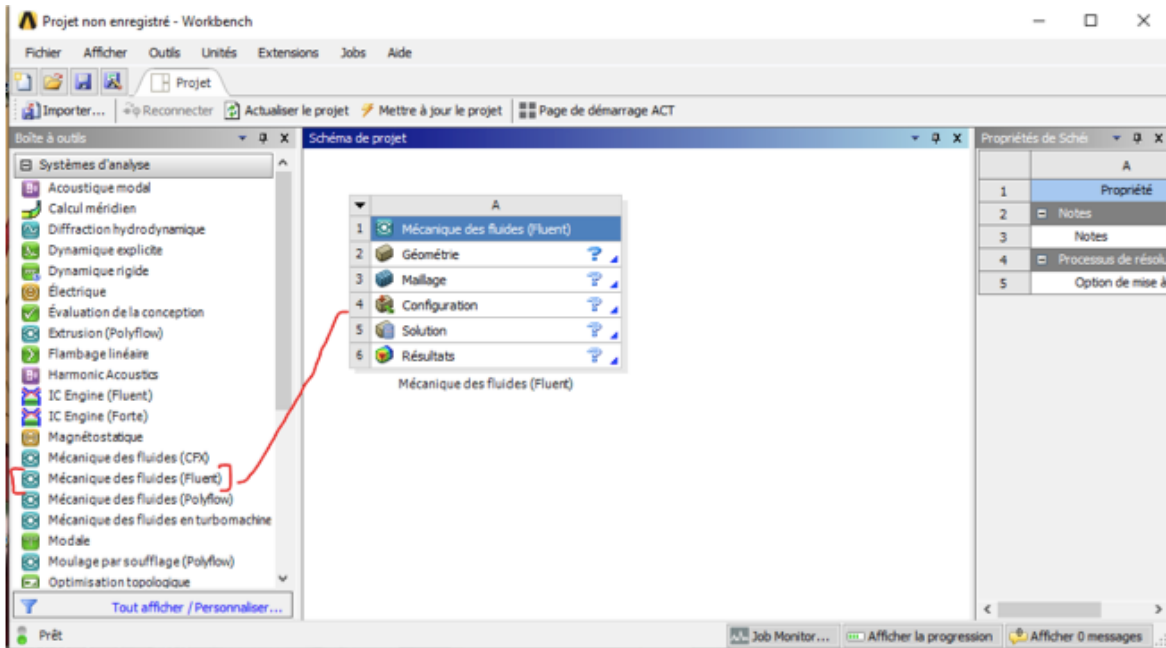 Projet non enregistré - Workbench
Fichier Afficher Outils Unités Extensions Jobs Aide
Projet
Importer... Reconnecter Actualiser le projet Mettre à jour le projet Page de démarrage ACT
Boîte à outils
Systèmes d'analyse
Acoustique modal
Calcul méridien
Diffraction hydrodynamique
Dynamique explicite
Dynamique rigide
Électrique
Évaluation de la conception
Extrusion (Polyflow)
Flambage linéaire
Harmonic Acoustics
IC Engine (Fluent)
IC Engine (Forte)
Magnétostatique
Mécanique des fluides (CFX)
Mécanique des fluides (Fluent)
Mécanique des fluides (Polyflow)
Mécanique des fluides en turbomachine
Modale
Moulage par soufflage (Polyflow)
Optimisation topologique
Tout afficher / Personnaliser...
Schéma de projet
A
1 Mécanique des fluides (Fluent)
2 Géométrie ?
3 Maillage ?
4 Configuration ?
5 Solution ?
6 Résultats ?
Mécanique des fluides (Fluent)
Propriétés de Sché
A
1 Propriété
2 Notes
3 Notes
4 Processus de résolu
5 Option de mise à
Prêt
Job Monitor... Afficher la progression Afficher 0 messages